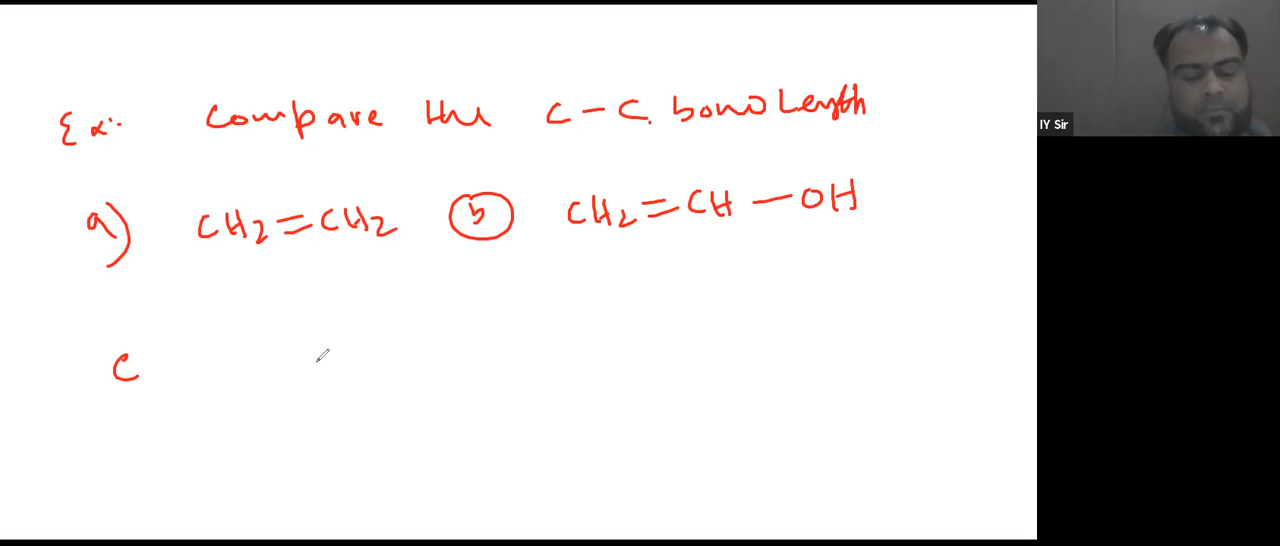 Ex:- Compare the C-C bond Length
a) CH2=CH2 (b) CH2=CH-OH
C
IY Sir